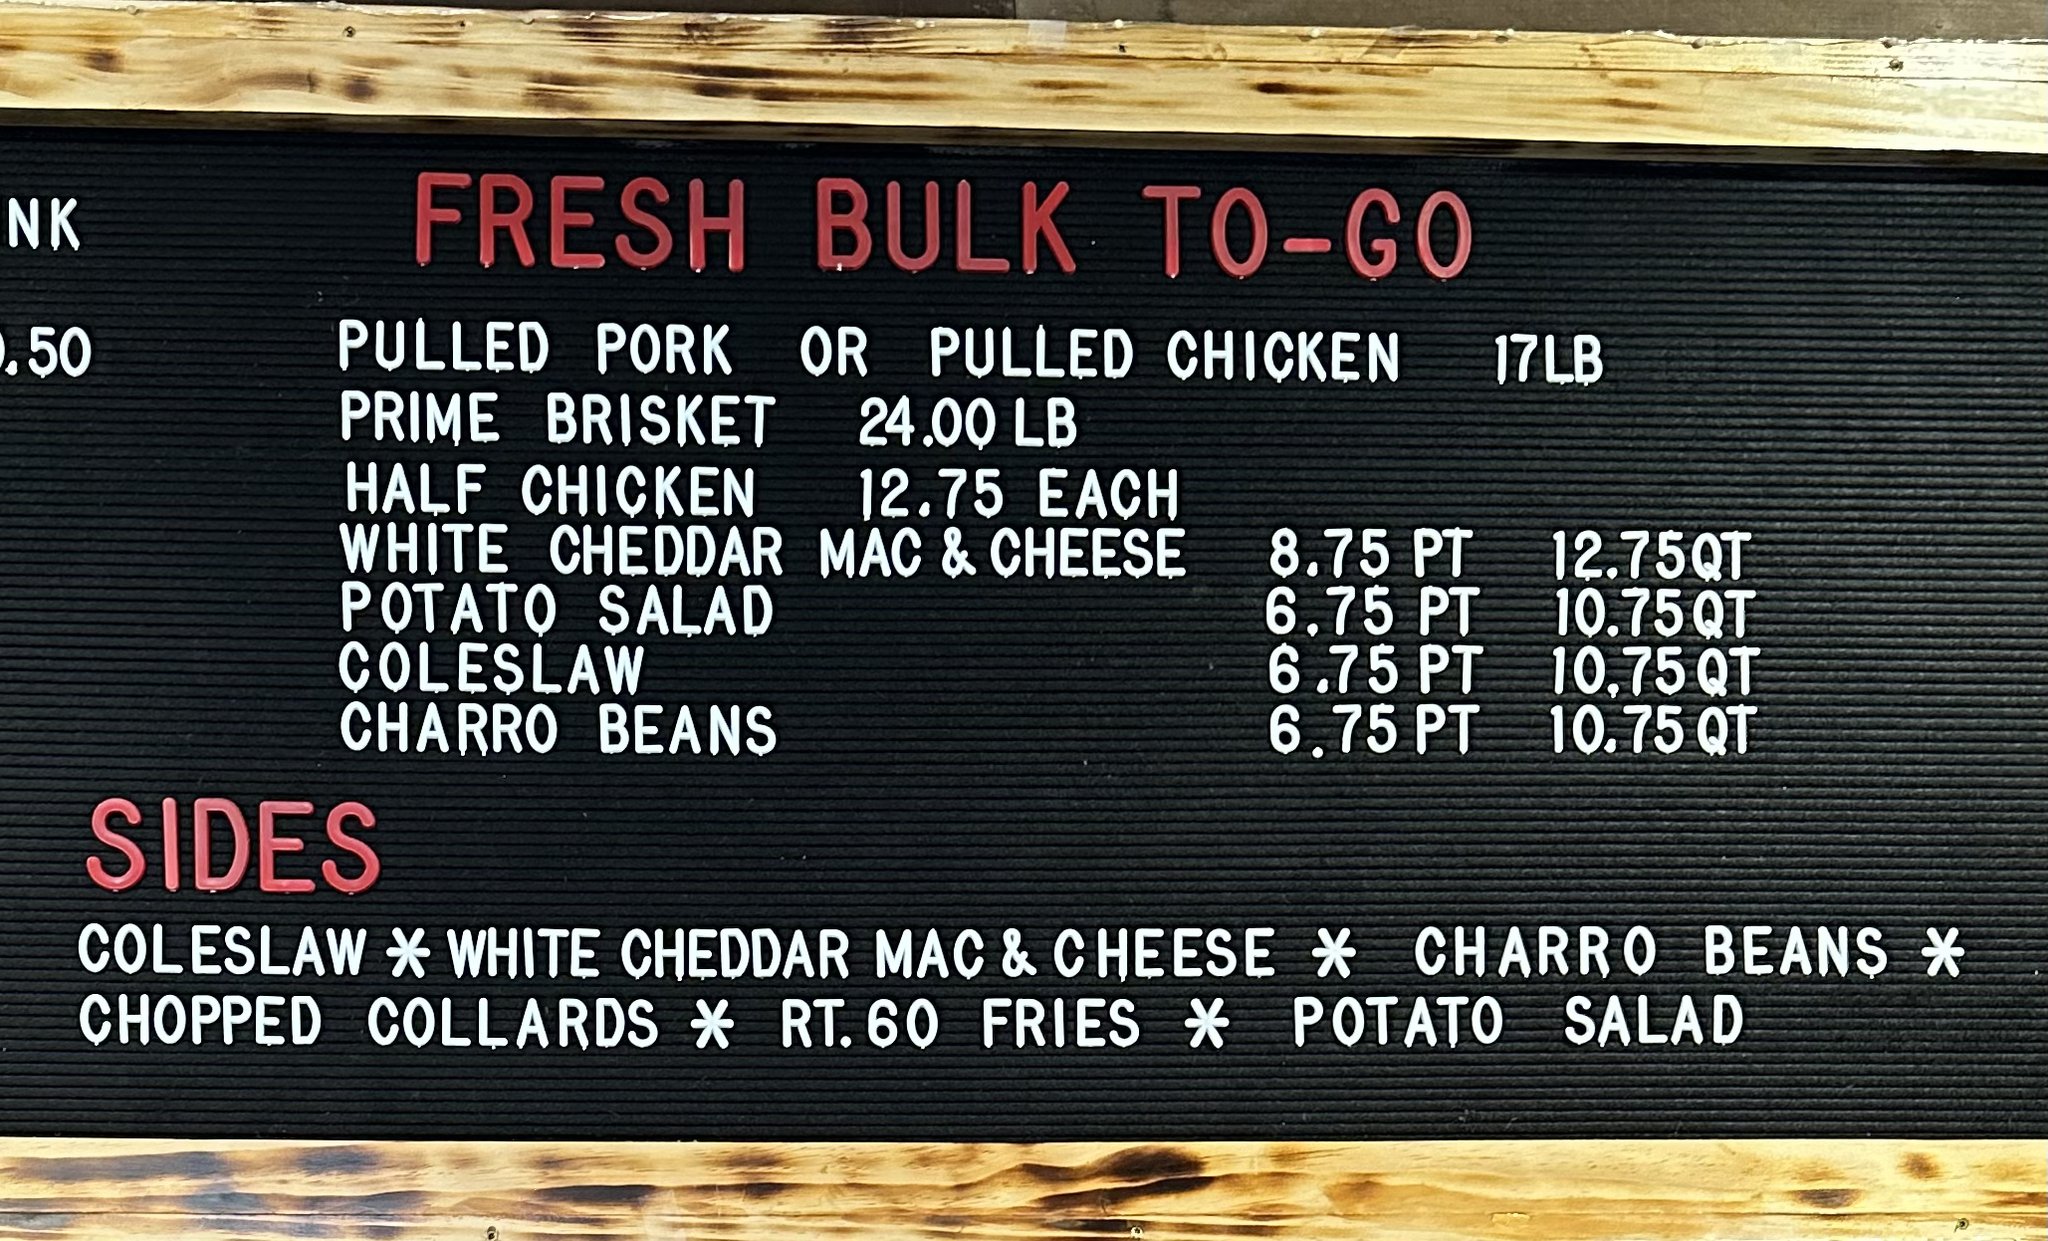 NK
.50
FRESH BULK TO-GO
PULLED PORK OR PULLED CHICKEN 17LB
PRIME BRISKET 24.00 LB
HALF CHICKEN 12.75 EACH
WHITE CHEDDAR MAC & CHEESE 8.75 PT 12.75QT
POTATO SALAD 6.75 PT 10.75QT
COLESLAW 6.75 PT 10.75QT
CHARRO BEANS 6.75 PT 10.75QT
SIDES
COLESLAW * WHITE CHEDDAR MAC & CHEESE * CHARRO BEANS *
CHOPPED COLLARDS * RT.60 FRIES * POTATO SALAD